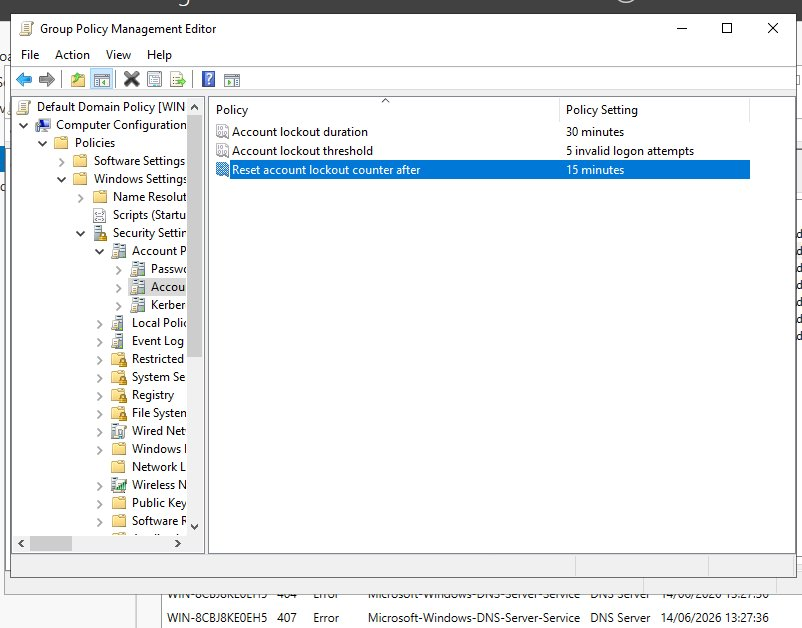 Group Policy Management Editor
File Action View Help
Default Domain Policy [WIN
Computer Configuration
Policies
Software Settings
Windows Settings
Name Resolut
Scripts (Startu
Security Settin
Account P
Passwo
Accou
Kerber
Local Polic
Event Log
Restricted
System Se
Registry
File System
Wired Net
Windows
Network L
Wireless N
Public Key
Software R
Policy Policy Setting
Account lockout duration 30 minutes
Account lockout threshold 5 invalid logon attempts
Reset account lockout counter after 15 minutes
WIN-8CBJ8KE0EH5 404 Error Microsoft-Windows-DNS-Server-Service DNS Server 14/06/2026 13:27:36
WIN-8CBJ8KE0EH5 407 Error Microsoft-Windows-DNS-Server-Service DNS Server 14/06/2026 13:27:36